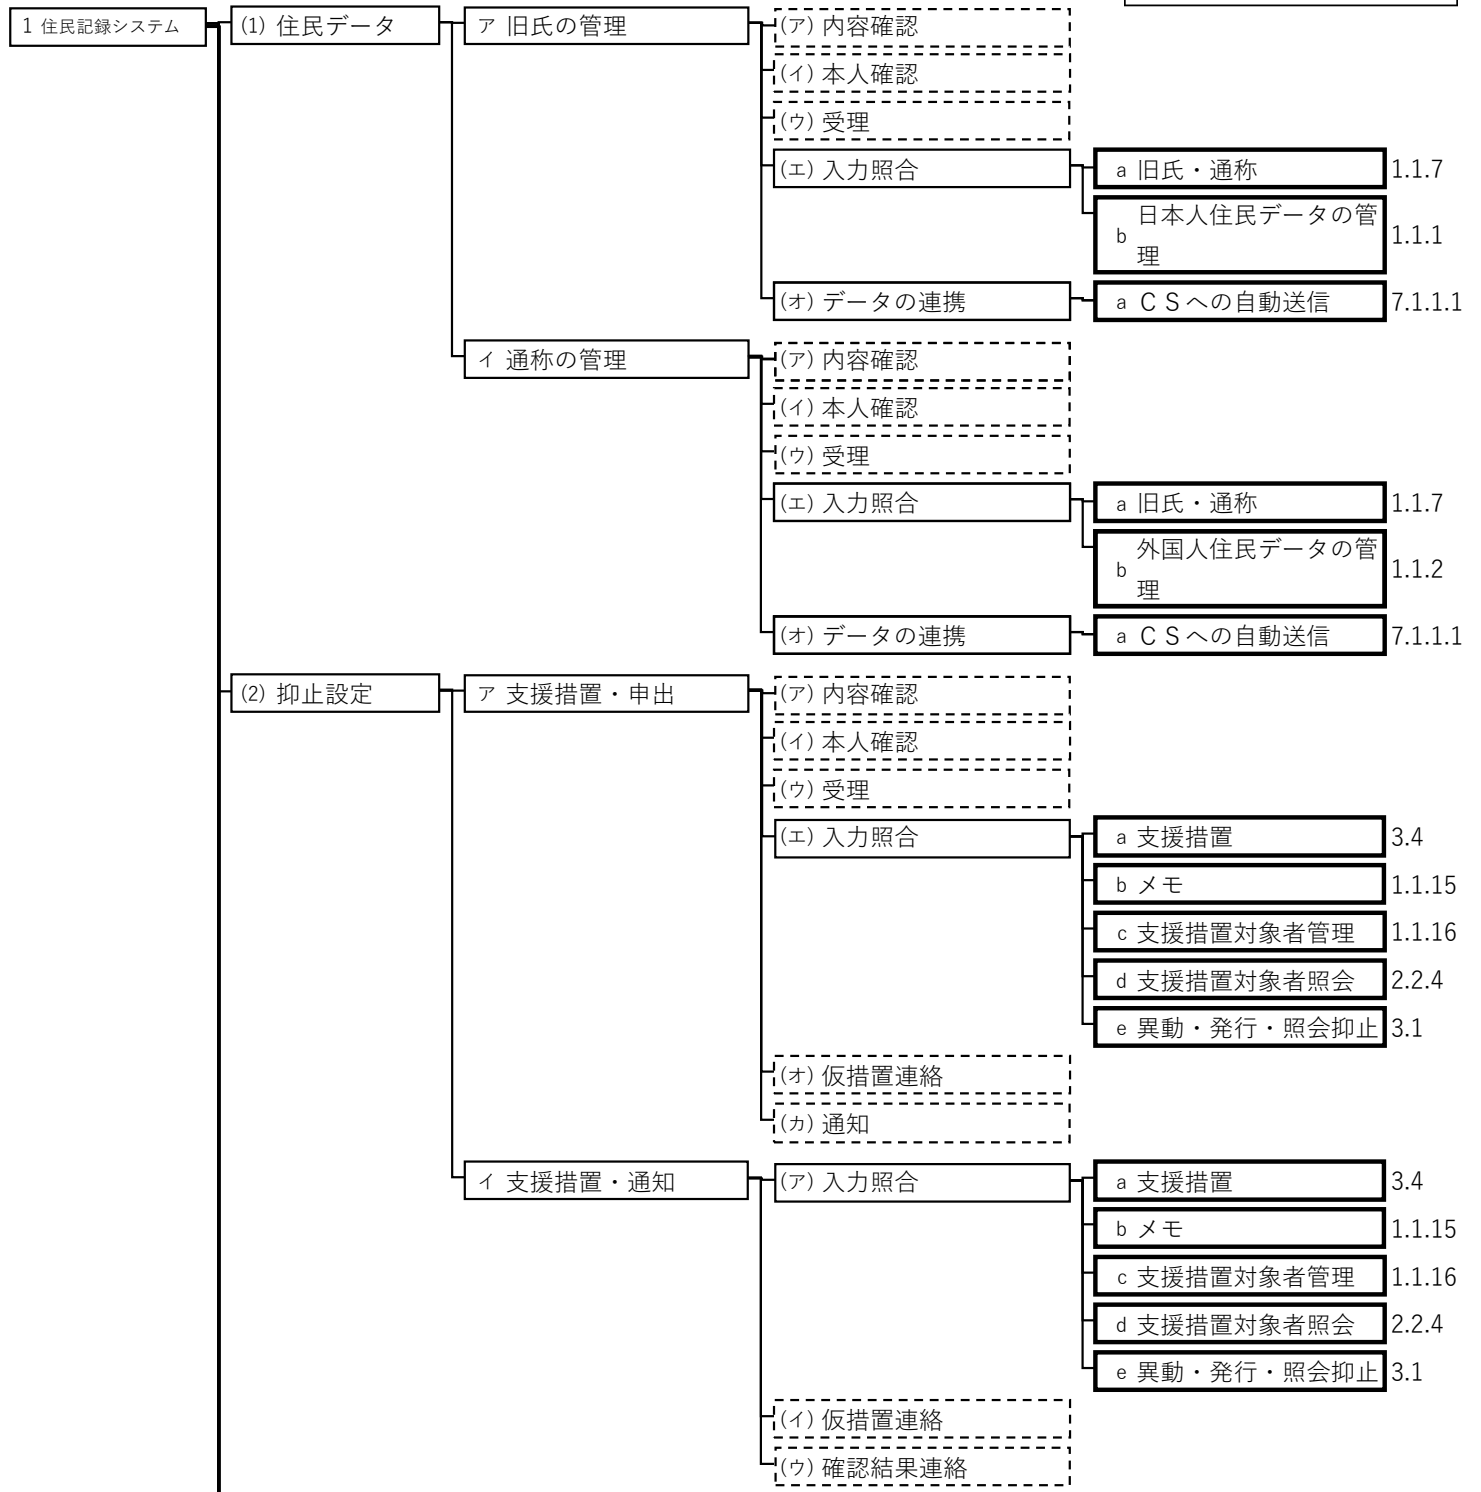 1 住民記録システム
(1) 住民データ
ア 旧氏の管理
(ア) 内容確認
(イ) 本人確認
(ウ) 受理
(エ) 入力照合
a 旧氏・通称 1.1.7
b 日本人住民データの管
理 1.1.1
(オ) データの連携
a ＣＳへの自動送信 7.1.1.1
イ 通称の管理
(ア) 内容確認
(イ) 本人確認
(ウ) 受理
(エ) 入力照合
a 旧氏・通称 1.1.7
b 外国人住民データの管
理 1.1.2
(オ) データの連携
a ＣＳへの自動送信 7.1.1.1
(2) 抑止設定
ア 支援措置・申出
(ア) 内容確認
(イ) 本人確認
(ウ) 受理
(エ) 入力照合
a 支援措置 3.4
b メモ 1.1.15
c 支援措置対象者管理 1.1.16
d 支援措置対象者照会 2.2.4
e 異動・発行・照会抑止 3.1
(オ) 仮措置連絡
(カ) 通知
イ 支援措置・通知
(ア) 入力照合
a 支援措置 3.4
b メモ 1.1.15
c 支援措置対象者管理 1.1.16
d 支援措置対象者照会 2.2.4
e 異動・発行・照会抑止 3.1
(イ) 仮措置連絡
(ウ) 確認結果連絡